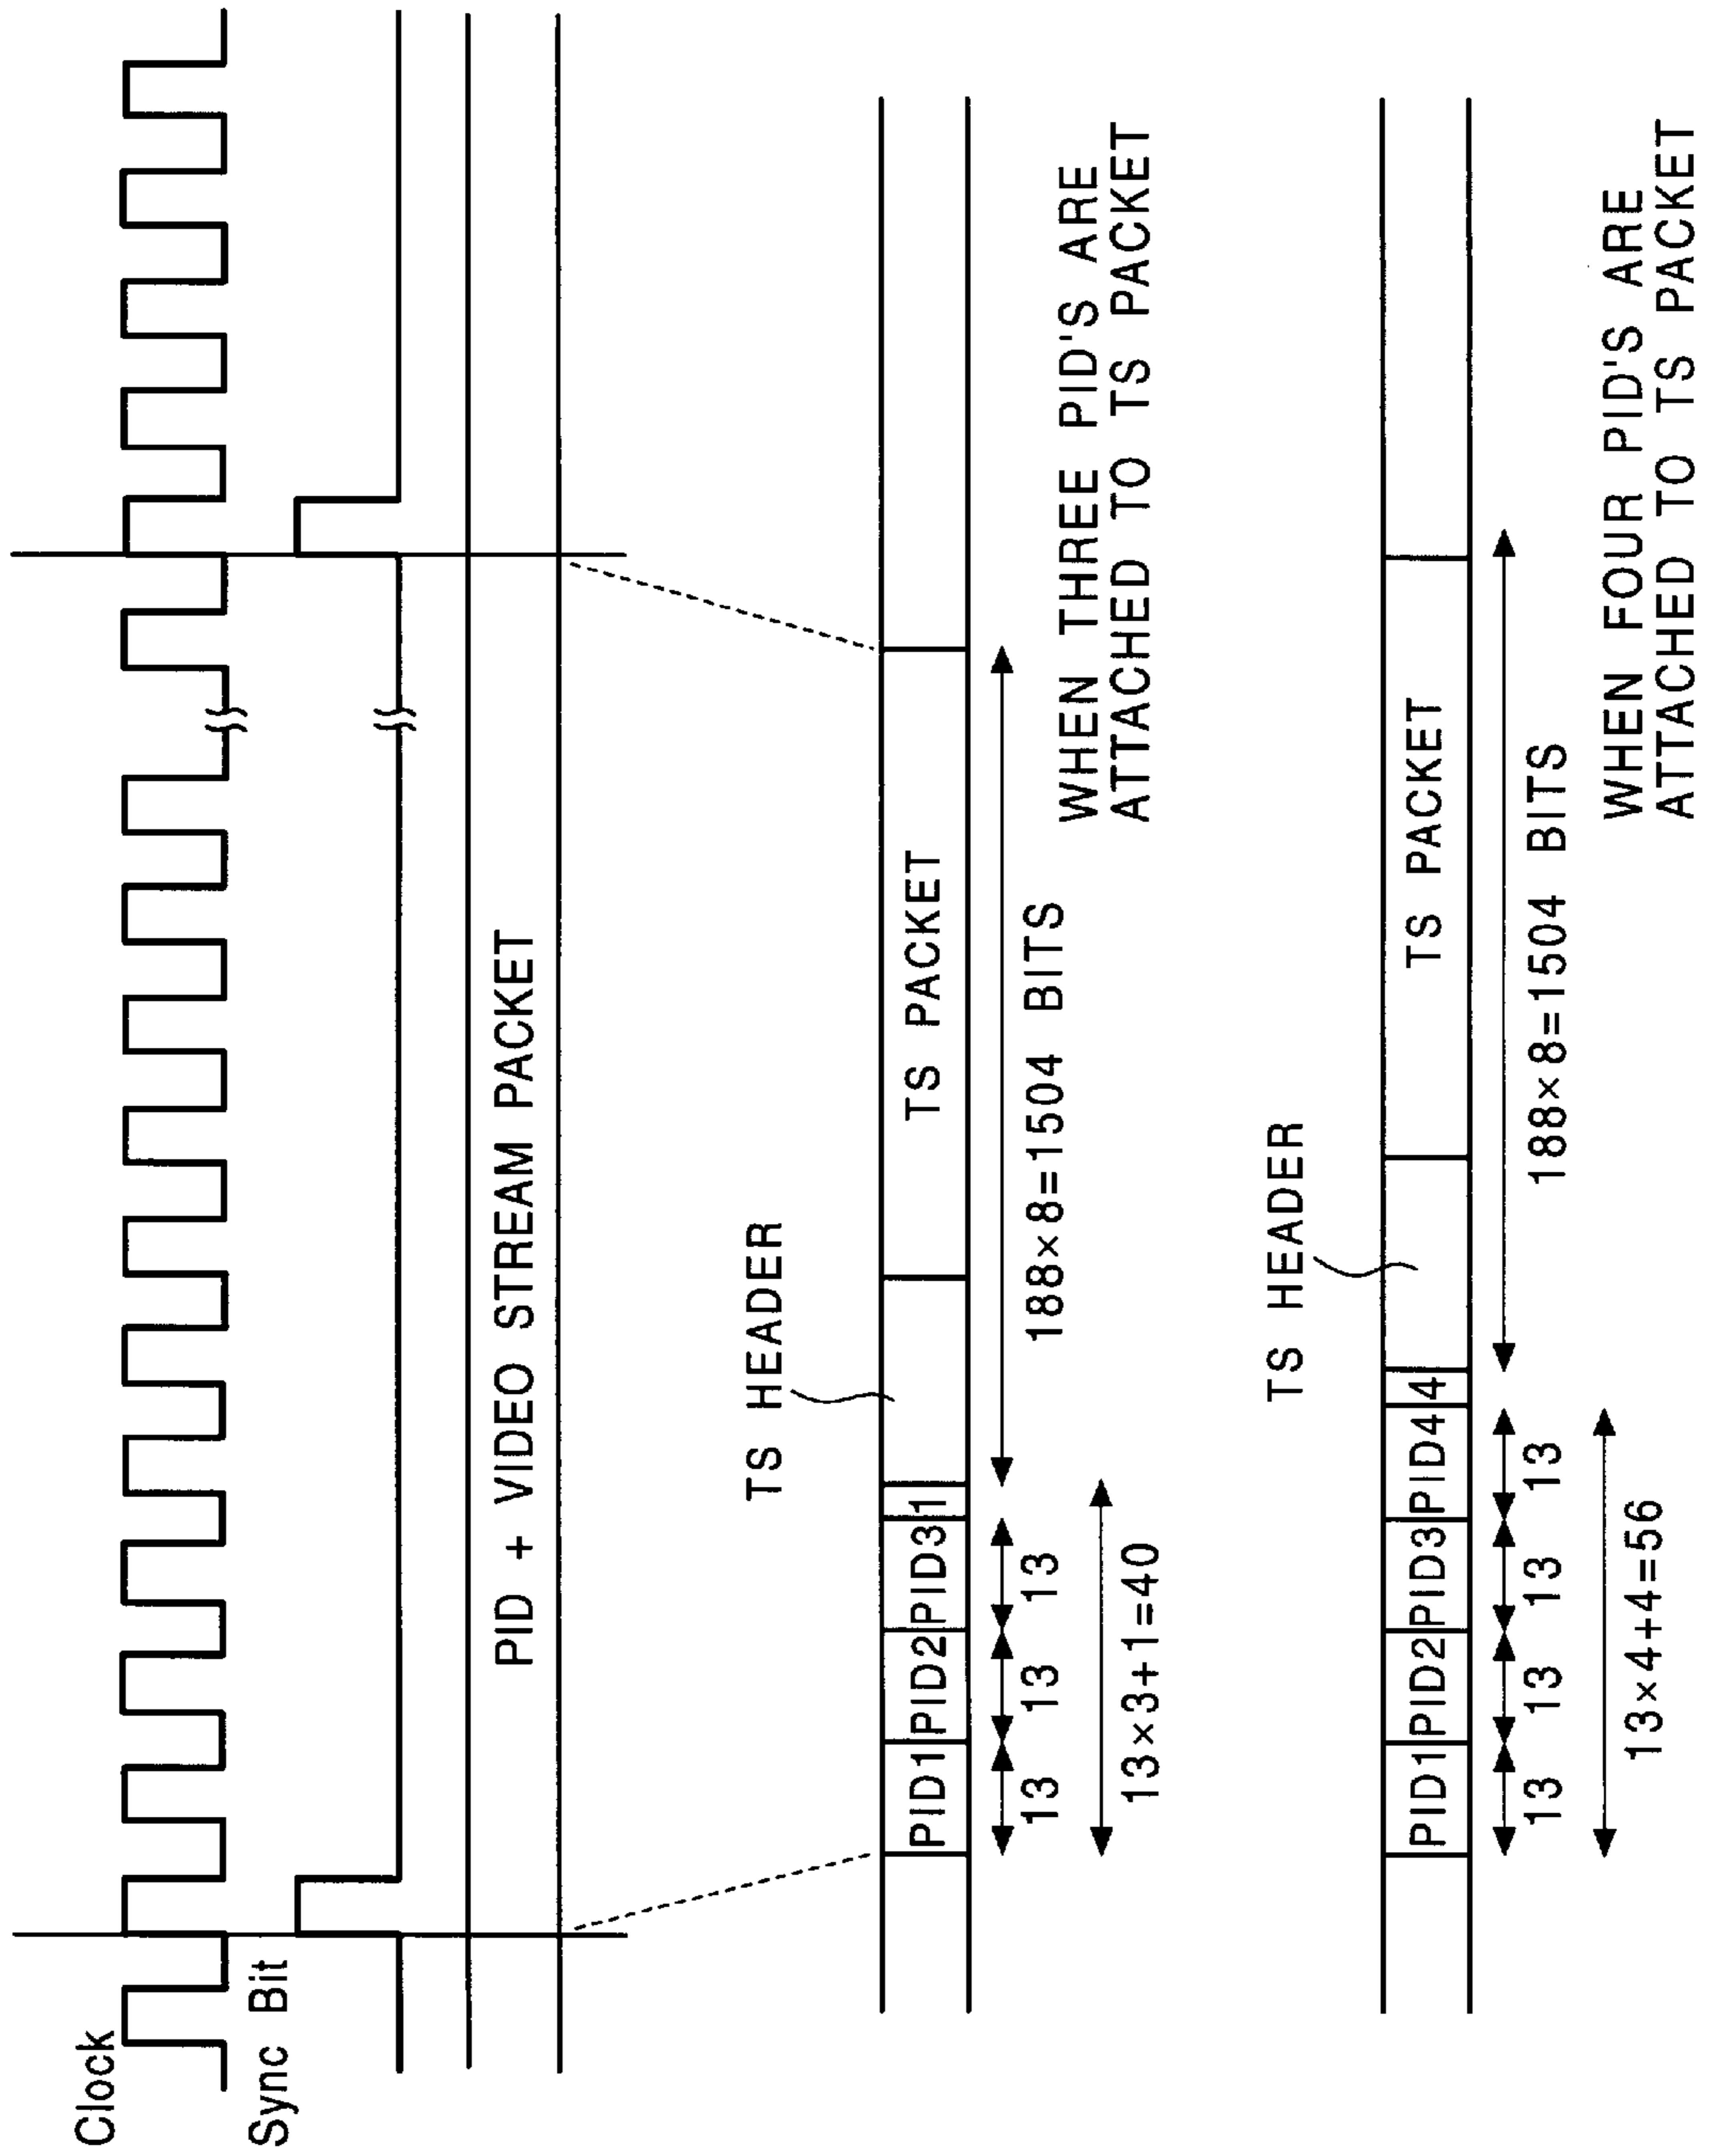 Clock
Sync Bit
PID + VIDEO STREAM PACKET
TS HEADER
PID1 PID2 PID3 1 TS PACKET
13 13 13 188×8=1504 BITS
13×3+1=40
WHEN THREE PID'S ARE
ATTACHED TO TS PACKET
TS HEADER
PID1 PID2 PID3 PID4 4 TS PACKET
13 13 13 13 188×8=1504 BITS
13×4+4=56
WHEN FOUR PID'S ARE
ATTACHED TO TS PACKET